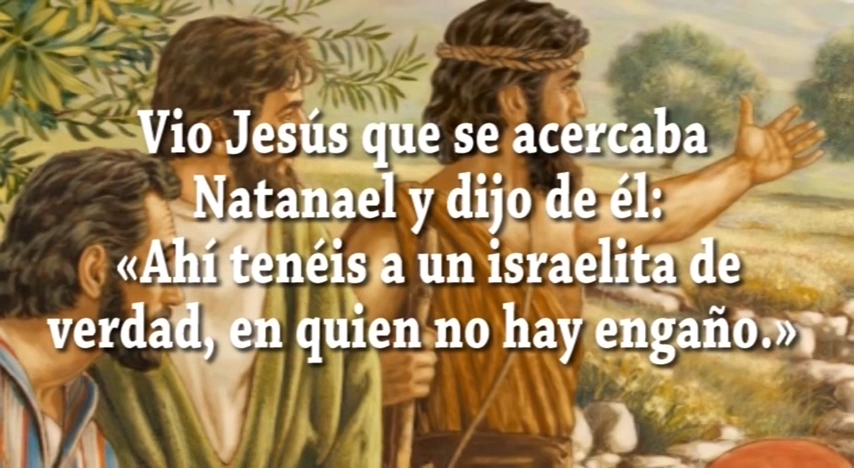 Vio Jesús que se acercaba
Natanael y dijo de él:
«Ahí tenéis a un israelita de
verdad, en quien no hay engaño.»